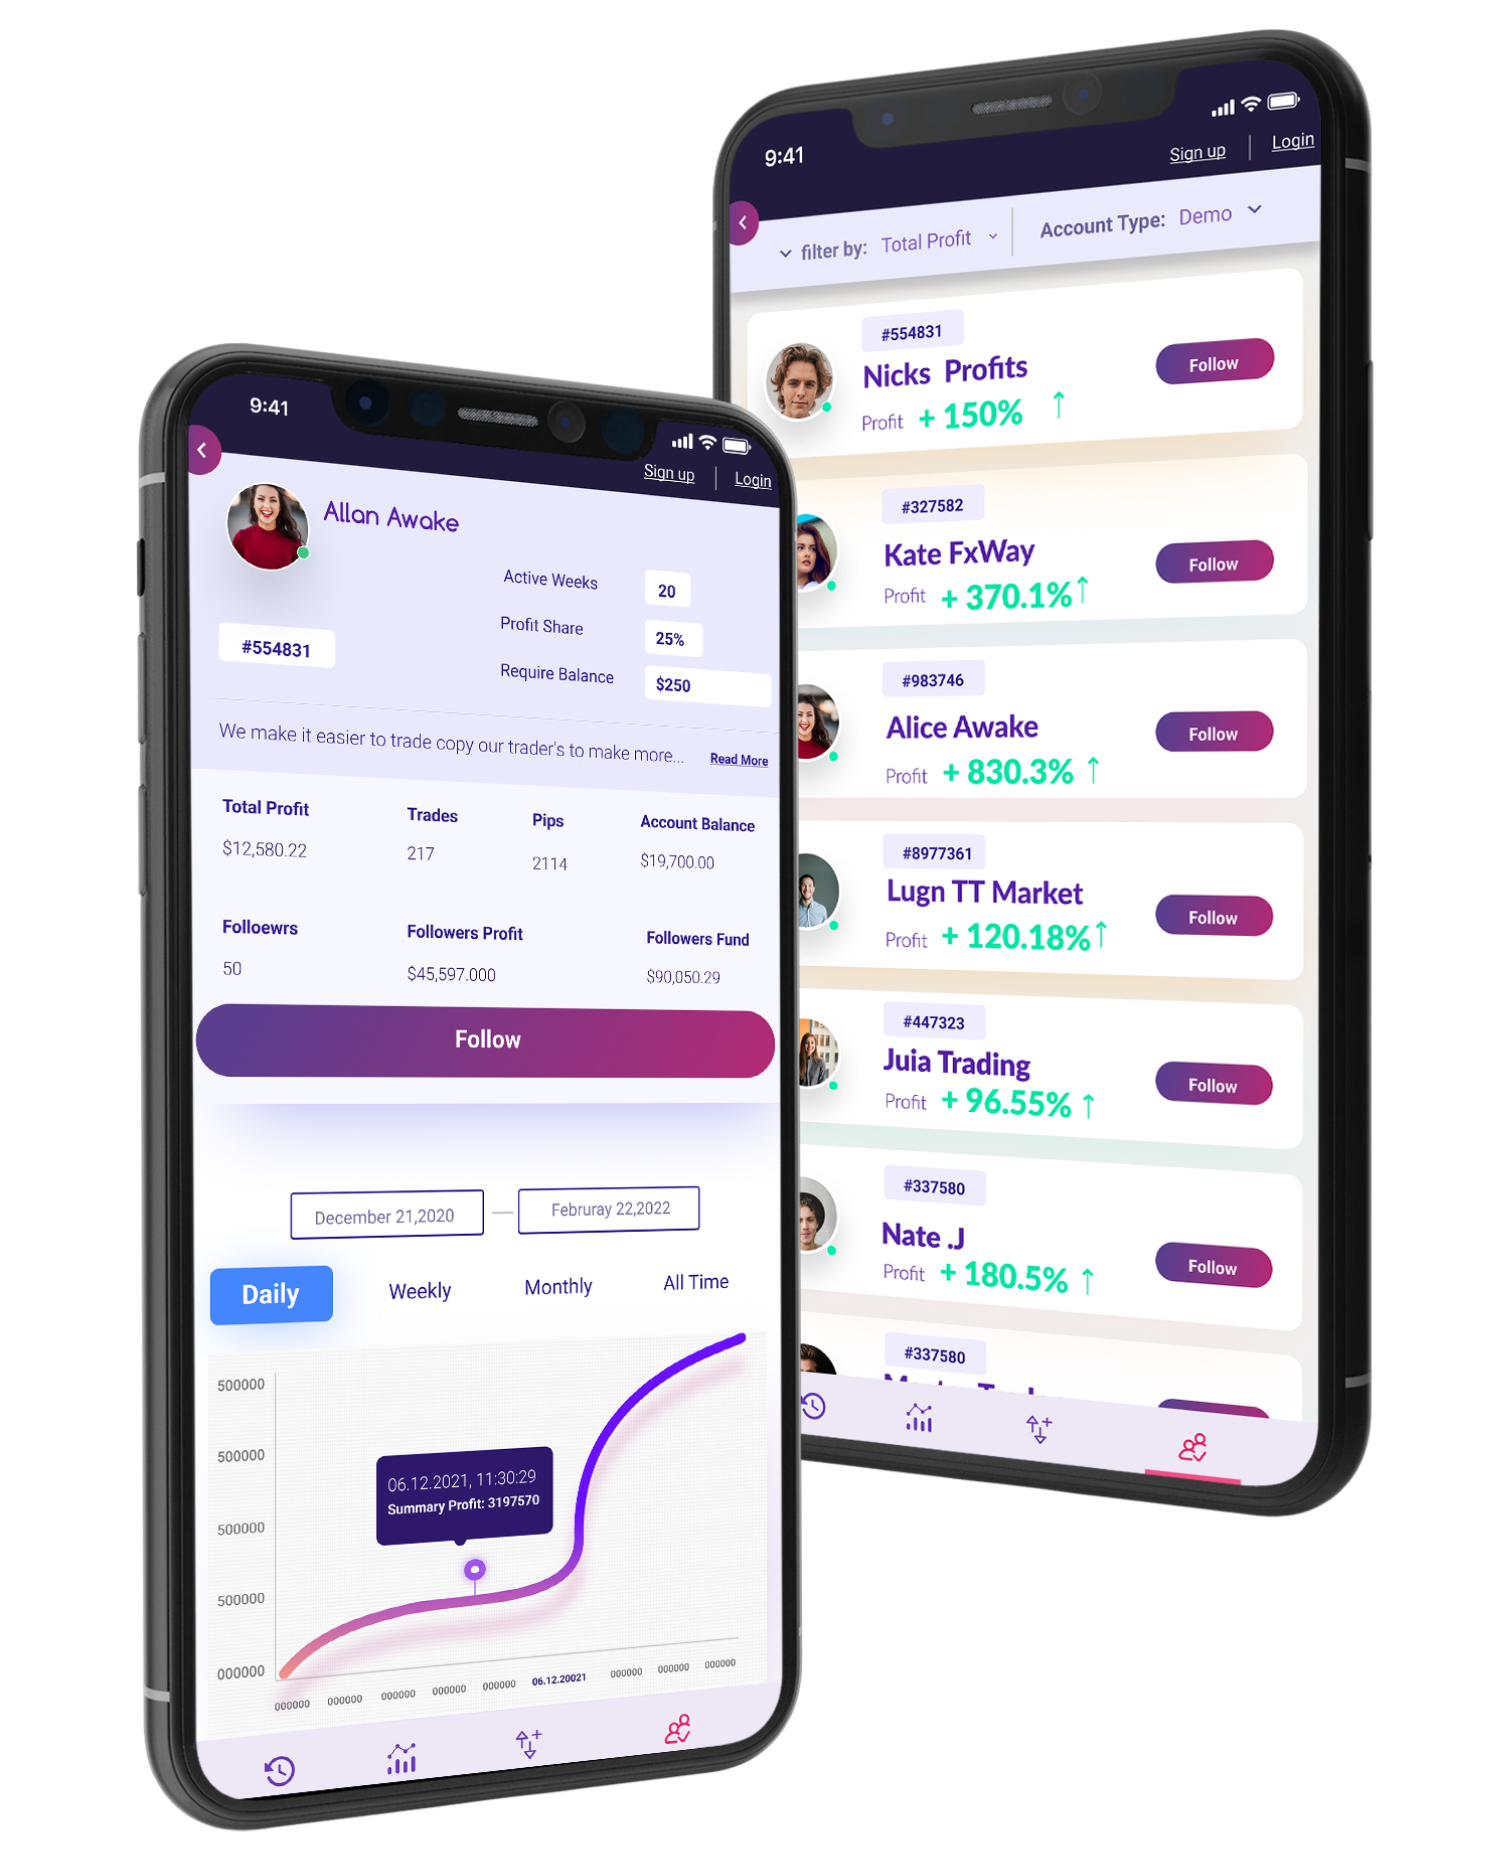 9:41
Sign up | Login
Allan Awake
Active Weeks 20
Profit Share 25%
#554831
Require Balance $250
We make it easier to trade copy our trader's to make more... Read More
Total Profit Trades Pips Account Balance
$12,580.22 217 2114 $19,700.00
Folloewrs Followers Profit Followers Fund
50 $45,597.000 $90,050.29
Follow
December 21,2020 — Februray 22,2022
Daily Weekly Monthly All Time
500000
500000
06.12.2021, 11:30:29
Summary Profit: 3197570
500000
500000
000000
000000 000000 000000 000000 000000 06.12.20021 000000 000000 000000
9:41
Sign up | Login
filter by: Total Profit Account Type: Demo
#554831
Nicks Profits
Profit + 150% ↑
Follow
#327582
Kate FxWay
Profit + 370.1% ↑
Follow
#983746
Alice Awake
Profit + 830.3% ↑
Follow
#8977361
Lugn TT Market
Profit + 120.18% ↑
Follow
#447323
Juia Trading
Profit + 96.55% ↑
Follow
#337580
Nate .J
Profit + 180.5% ↑
Follow
#337580